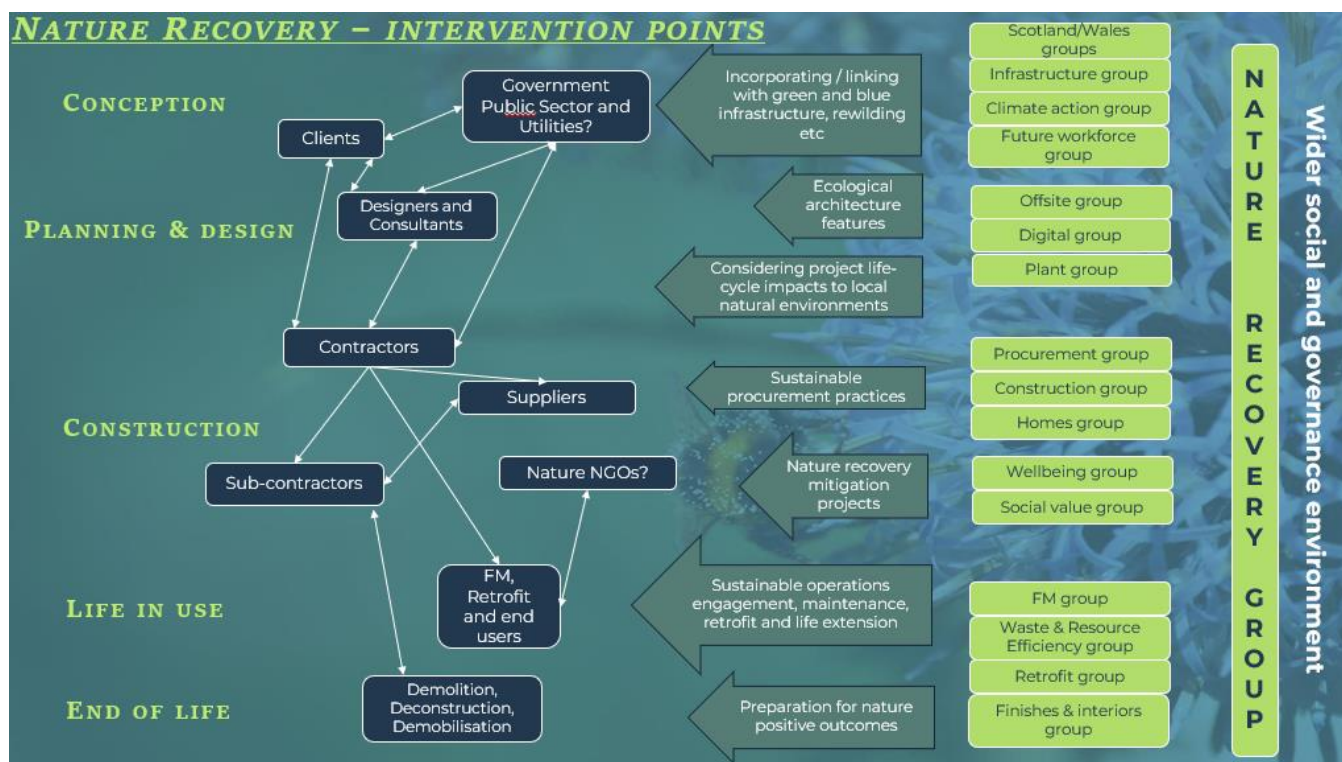 NATURE RECOVERY – INTERVENTION POINTS
CONCEPTION
PLANNING & DESIGN
CONSTRUCTION
LIFE IN USE
END OF LIFE
Government
Public Sector and
Utilities?
Clients
Designers and
Consultants
Contractors
Suppliers
Sub-contractors
Nature NGOs?
FM,
Retrofit
and end
users
Demolition,
Deconstruction,
Demobilisation
Incorporating / linking
with green and blue
infrastructure, rewilding
etc
Ecological
architecture
features
Considering project life-
cycle impacts to local
natural environments
Sustainable
procurement practices
Nature recovery
mitigation
projects
Sustainable operations
engagement, maintenance,
retrofit and life extension
Preparation for nature
positive outcomes
Scotland/Wales
groups
Infrastructure group
Climate action group
Future workforce
group
Offsite group
Digital group
Plant group
Procurement group
Construction group
Homes group
Wellbeing group
Social value group
FM group
Waste & Resource
Efficiency group
Retrofit group
Finishes & interiors
group
NATURE RECOVERY GROUP
Wider social and governance environment